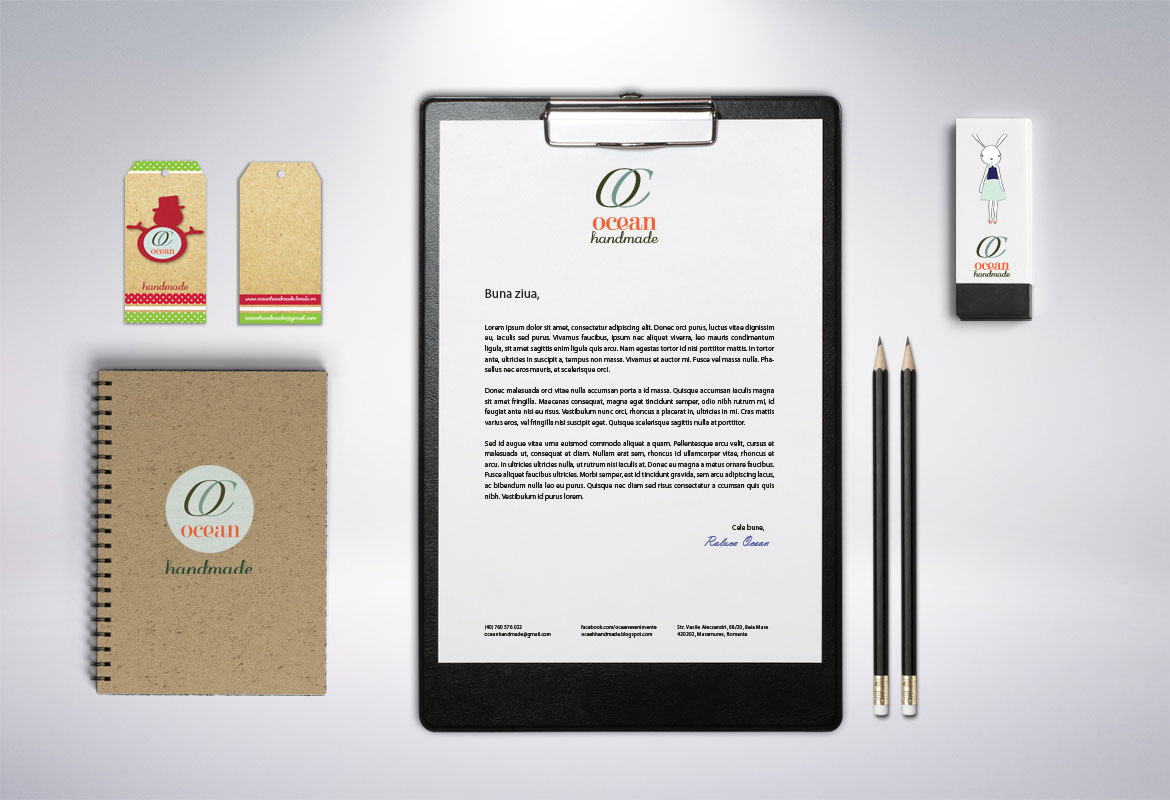 OC
ocean
handmade
www.oceanhandmade.breslo.ro
oceanhandmade@gmail.com
OC
ocean
handmade
OC
ocean
handmade
Buna ziua,
Lorem ipsum dolor sit amet, consectetur adipiscing elit. Donec orci purus, luctus vitae dignissim
eu, iaculis sed purus. Vivamus faucibus, ipsum nec aliquet viverra, leo mauris condimentum
ligula, sit amet sagittis enim ligula quis arcu. Nam egestas tortor id nisi porttitor mattis. In tortor
ante, ultricies in suscipit a, tempus non massa. Vivamus et auctor mi. Fusce vel massa nulla. Pha-
sellus nec eros mauris, et scelerisque orci.
Donec malesuada orci vitae nulla accumsan porta a id massa. Quisque accumsan iaculis magna
sit amet fringilla. Maecenas consequat, magna eget tincidunt semper, odio nibh rutrum mi, id
feugiat ante nisi eu risus. Vestibulum nunc orci, rhoncus a placerat in, ultricies in mi. Cras mattis
varius eros, vel fringilla nisi suscipit eget. Quisque scelerisque sagittis nulla at porttitor.
Sed id augue vitae urna euismod commodo aliquet a quam. Pellentesque arcu velit, cursus et
malesuada ut, consequat et diam. Nullam erat sem, rhoncus id ullamcorper vitae, rhoncus et
arcu. In ultricies ultricies nulla, ut rutrum nisi iaculis at. Donec eu magna a metus ornare faucibus.
Fusce aliquet faucibus ultricies. Morbi semper, est id tincidunt gravida, sem arcu adipiscing lacus,
ac bibendum nulla leo eu purus. Quisque nec diam sed risus consectetur a ccumsan quis quis
nibh. Vestibulum id purus lorem.
Cele bune,
Raluca Ocean
(40) 760 576 023
oceanhandmade@gmail.com
facebook.com/oceanevenimente
oceanhandmade.blogspot.com
Str. Vasile Alecsandri, 68/20, Baia Mare
430202, Maramures, Romania
OC
ocean
handmade